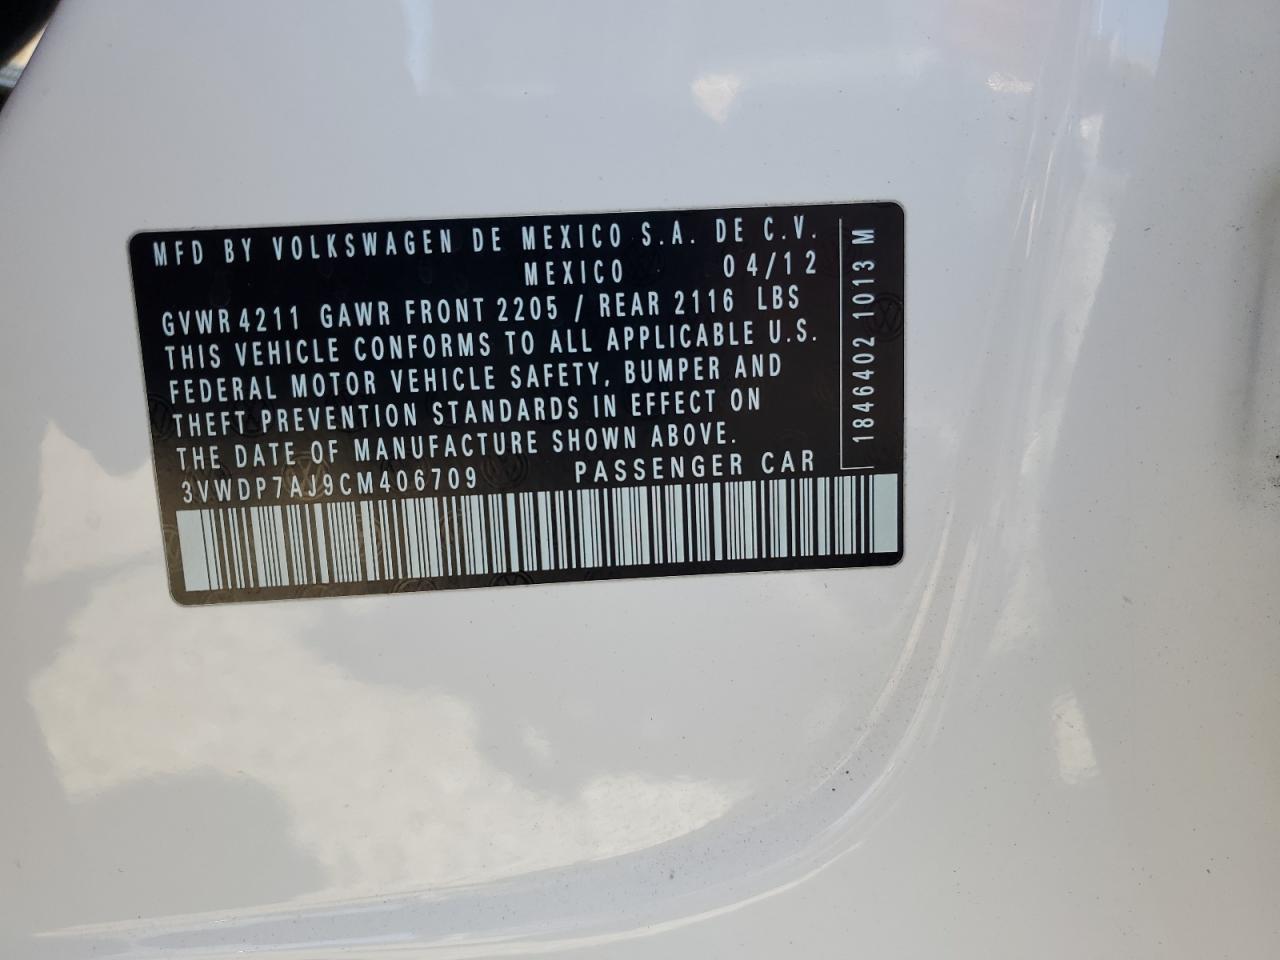 MFD BY VOLKSWAGEN DE MEXICO S.A. DE C.V.
MEXICO 04/12
GVWR 4211 GAWR FRONT 2205 / REAR 2116 LBS
THIS VEHICLE CONFORMS TO ALL APPLICABLE U.S.
FEDERAL MOTOR VEHICLE SAFETY, BUMPER AND
THEFT PREVENTION STANDARDS IN EFFECT ON
THE DATE OF MANUFACTURE SHOWN ABOVE.
3VWDP7AJ9CM406709 PASSENGER CAR
1846402 1013 M